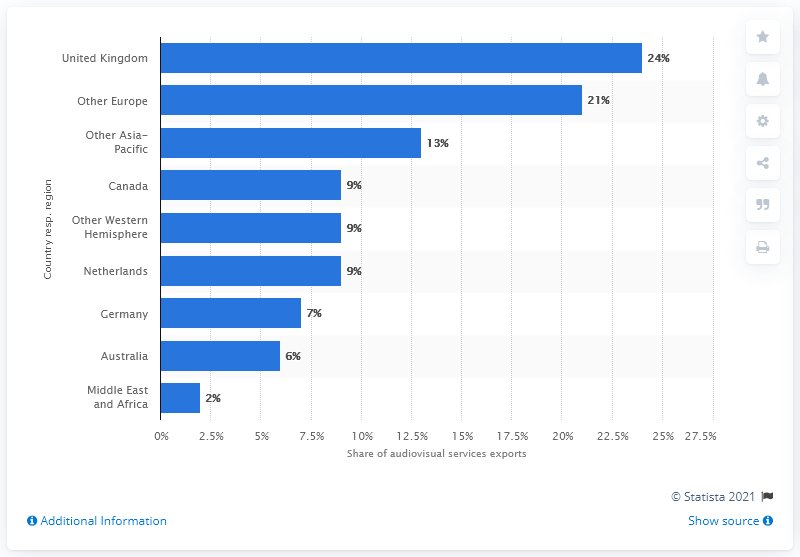 United Kingdom 24%
Other Europe 21%
Other Asia-
Pacific 13%
Canada 9%
Other Western
Hemisphere 9%
Netherlands 9%
Germany 7%
Australia 6%
Middle East
and Africa 2%
Country resp. region
0% 2.5% 5% 7.5% 10% 12.5% 15% 17.5% 20% 22.5% 25% 27.5%
Share of audiovisual services exports
© Statista 2021
Additional Information
Show source